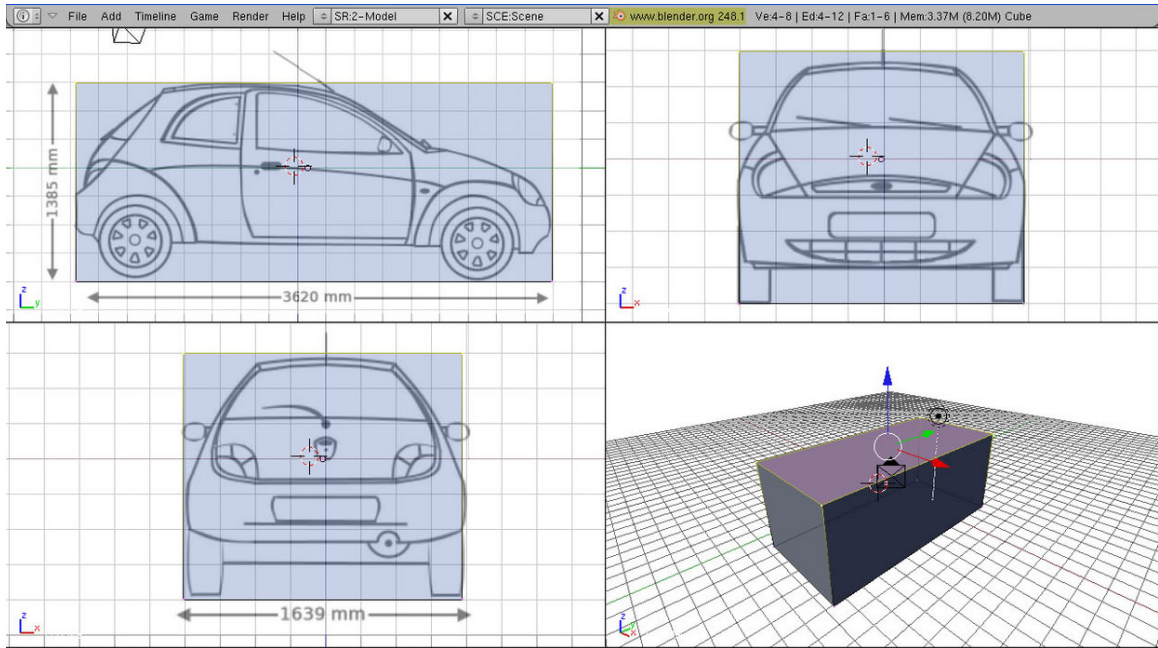 File Add Timeline Game Render Help SR:2-Model SCE:Scene www.blender.org 248.1 Ve:4-8 | Ed:4-12 | Fa:1-6 | Mem:3.37M (8.20M) Cube
1385 mm
3620 mm
z
y
z
x
1639 mm
z
x
z
y
x